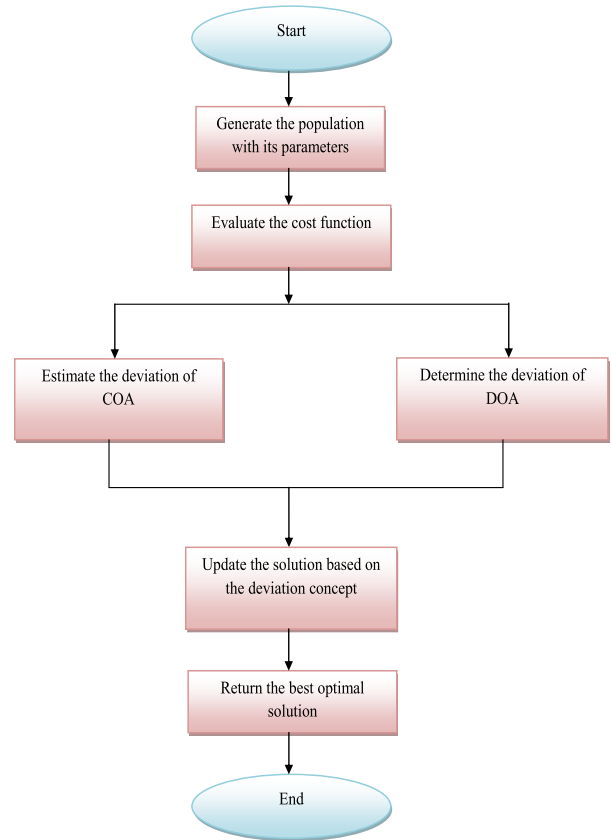 Start
Generate the population
with its parameters
Evaluate the cost function
Estimate the deviation of
COA
Determine the deviation of
DOA
Update the solution based on
the deviation concept
Return the best optimal
solution
End